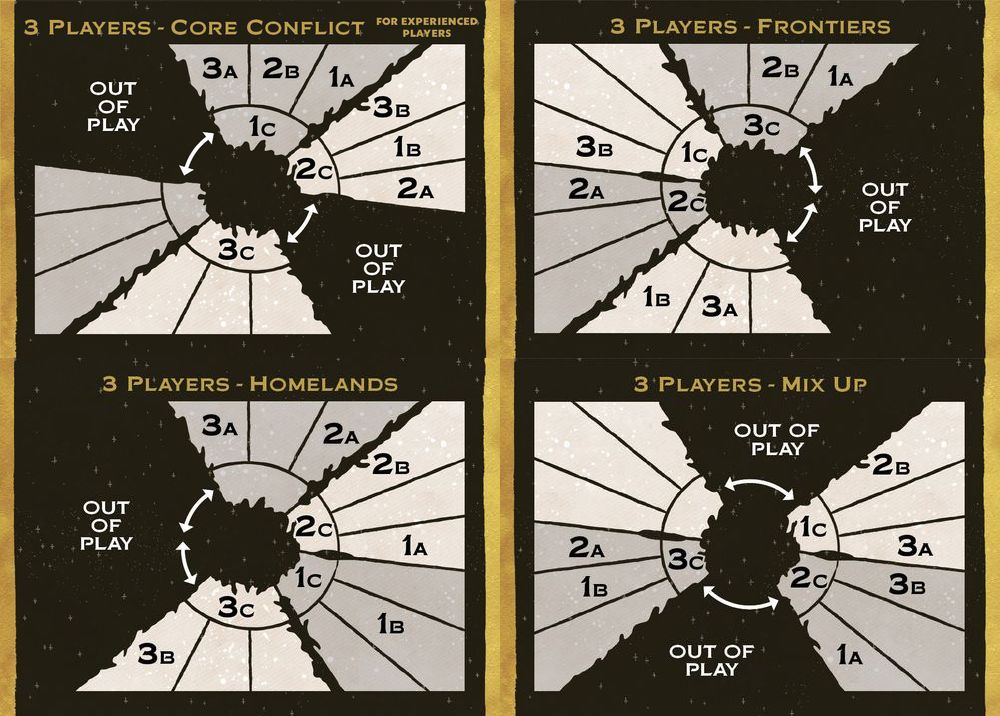 3 Players - Core Conflict
FOR EXPERIENCED
PLAYERS
OUT
OF
PLAY
3A
2B
1A
3B
1C
1B
2C
2A
3C
OUT
OF
PLAY
3 Players - Frontiers
2B
1A
3C
3B
1C
2A
2C
OUT
OF
PLAY
1B
3A
3 Players - Homelands
3A
2A
2B
OUT
OF
PLAY
2C
1A
1C
3C
1B
3B
3 Players - Mix Up
OUT OF
PLAY
2B
1C
2A
3A
3C
1B
2C
3B
OUT OF
PLAY
1A